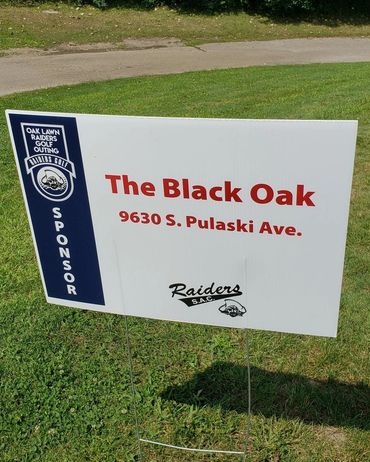 OAK LAWN
RAIDERS
GOLF
OUTING
RAIDERS GOLF
SPONSOR
The Black Oak
9630 S. Pulaski Ave.
Raiders
S.A.C.